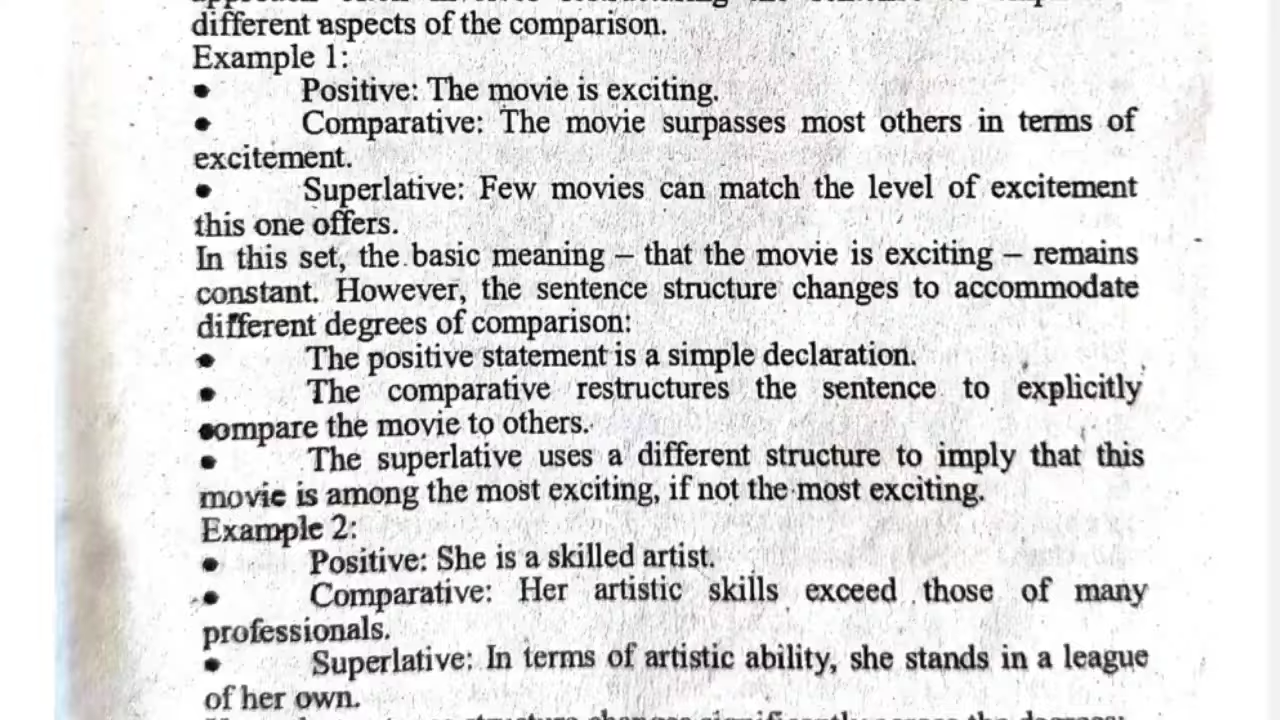 different aspects of the comparison.
Example 1:
• Positive: The movie is exciting.
• Comparative: The movie surpasses most others in terms of
excitement.
• Superlative: Few movies can match the level of excitement
this one offers.
In this set, the basic meaning – that the movie is exciting – remains
constant. However, the sentence structure changes to accommodate
different degrees of comparison:
• The positive statement is a simple declaration.
• The comparative restructures the sentence to explicitly
compare the movie to others.
• The superlative uses a different structure to imply that this
movie is among the most exciting, if not the most exciting.
Example 2:
• Positive: She is a skilled artist.
• Comparative: Her artistic skills exceed those of many
professionals.
• Superlative: In terms of artistic ability, she stands in a league
of her own.
structure changes significantly across the degrees: